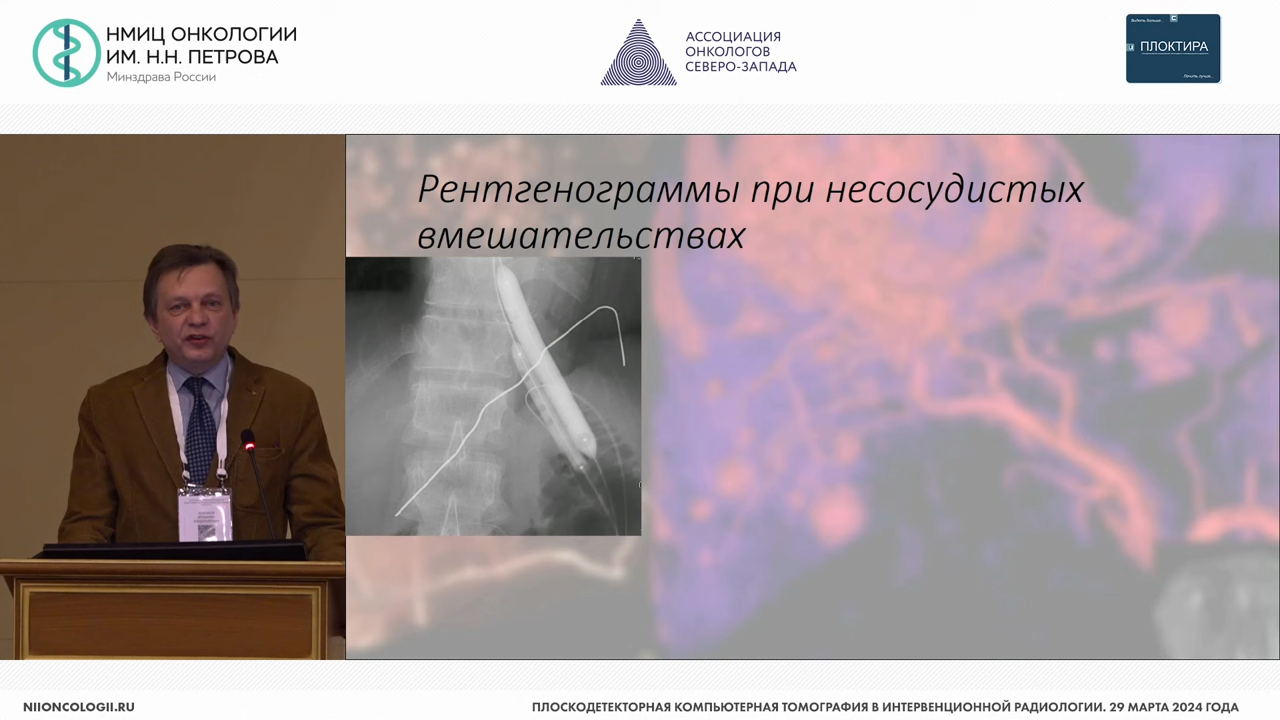 НМИЦ ОНКОЛОГИИ
ИМ. Н.Н. ПЕТРОВА
Минздрава России
АССОЦИАЦИЯ
ОНКОЛОГОВ
СЕВЕРО-ЗАПАДА
ПЛОКТИРА
Рентгенограммы при несосудистых
вмешательствах
NIIONCOLOGII.RU
ПЛОСКОДЕТЕКТОРНАЯ КОМПЬЮТЕРНАЯ ТОМОГРАФИЯ В ИНТЕРВЕНЦИОННОЙ РАДИОЛОГИИ. 29 МАРТА 2024 ГОДА